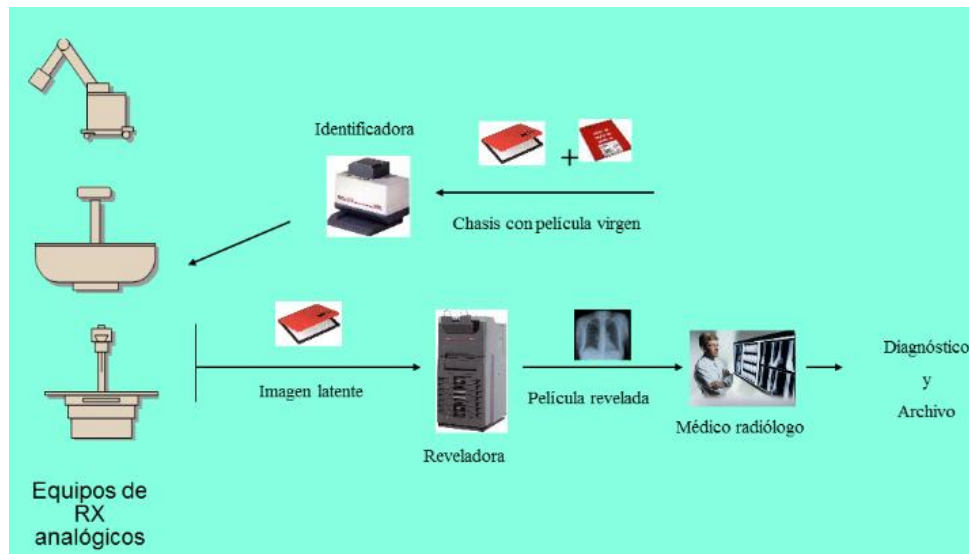 Identificadora
+
Chasis con película virgen
Imagen latente
Reveladora
Película revelada
Médico radiólogo
Diagnóstico
y
Archivo
Equipos de
RX
analógicos